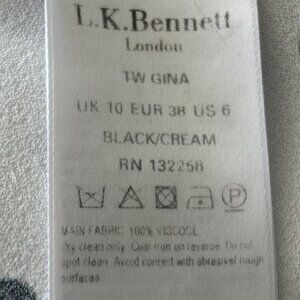 L.K.Bennett
London
TW GINA
UK 10 EUR 38 US 6
BLACK/CREAM
RN 132258
P
MAIN FABRIC 100% VISCOSE
Dry clean only. Cool iron on reverse. Do not
spot clean. Avoid contact with abrasive/ rough
surfaces.